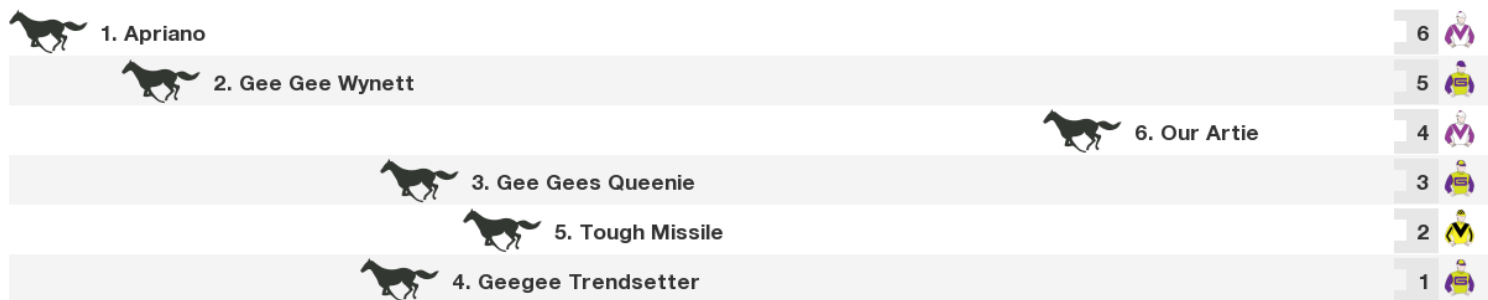 1. Apriano 6
2. Gee Gee Wynett 5
6. Our Artie 4
3. Gee Gees Queenie 3
5. Tough Missile 2
4. Geegee Trendsetter 1